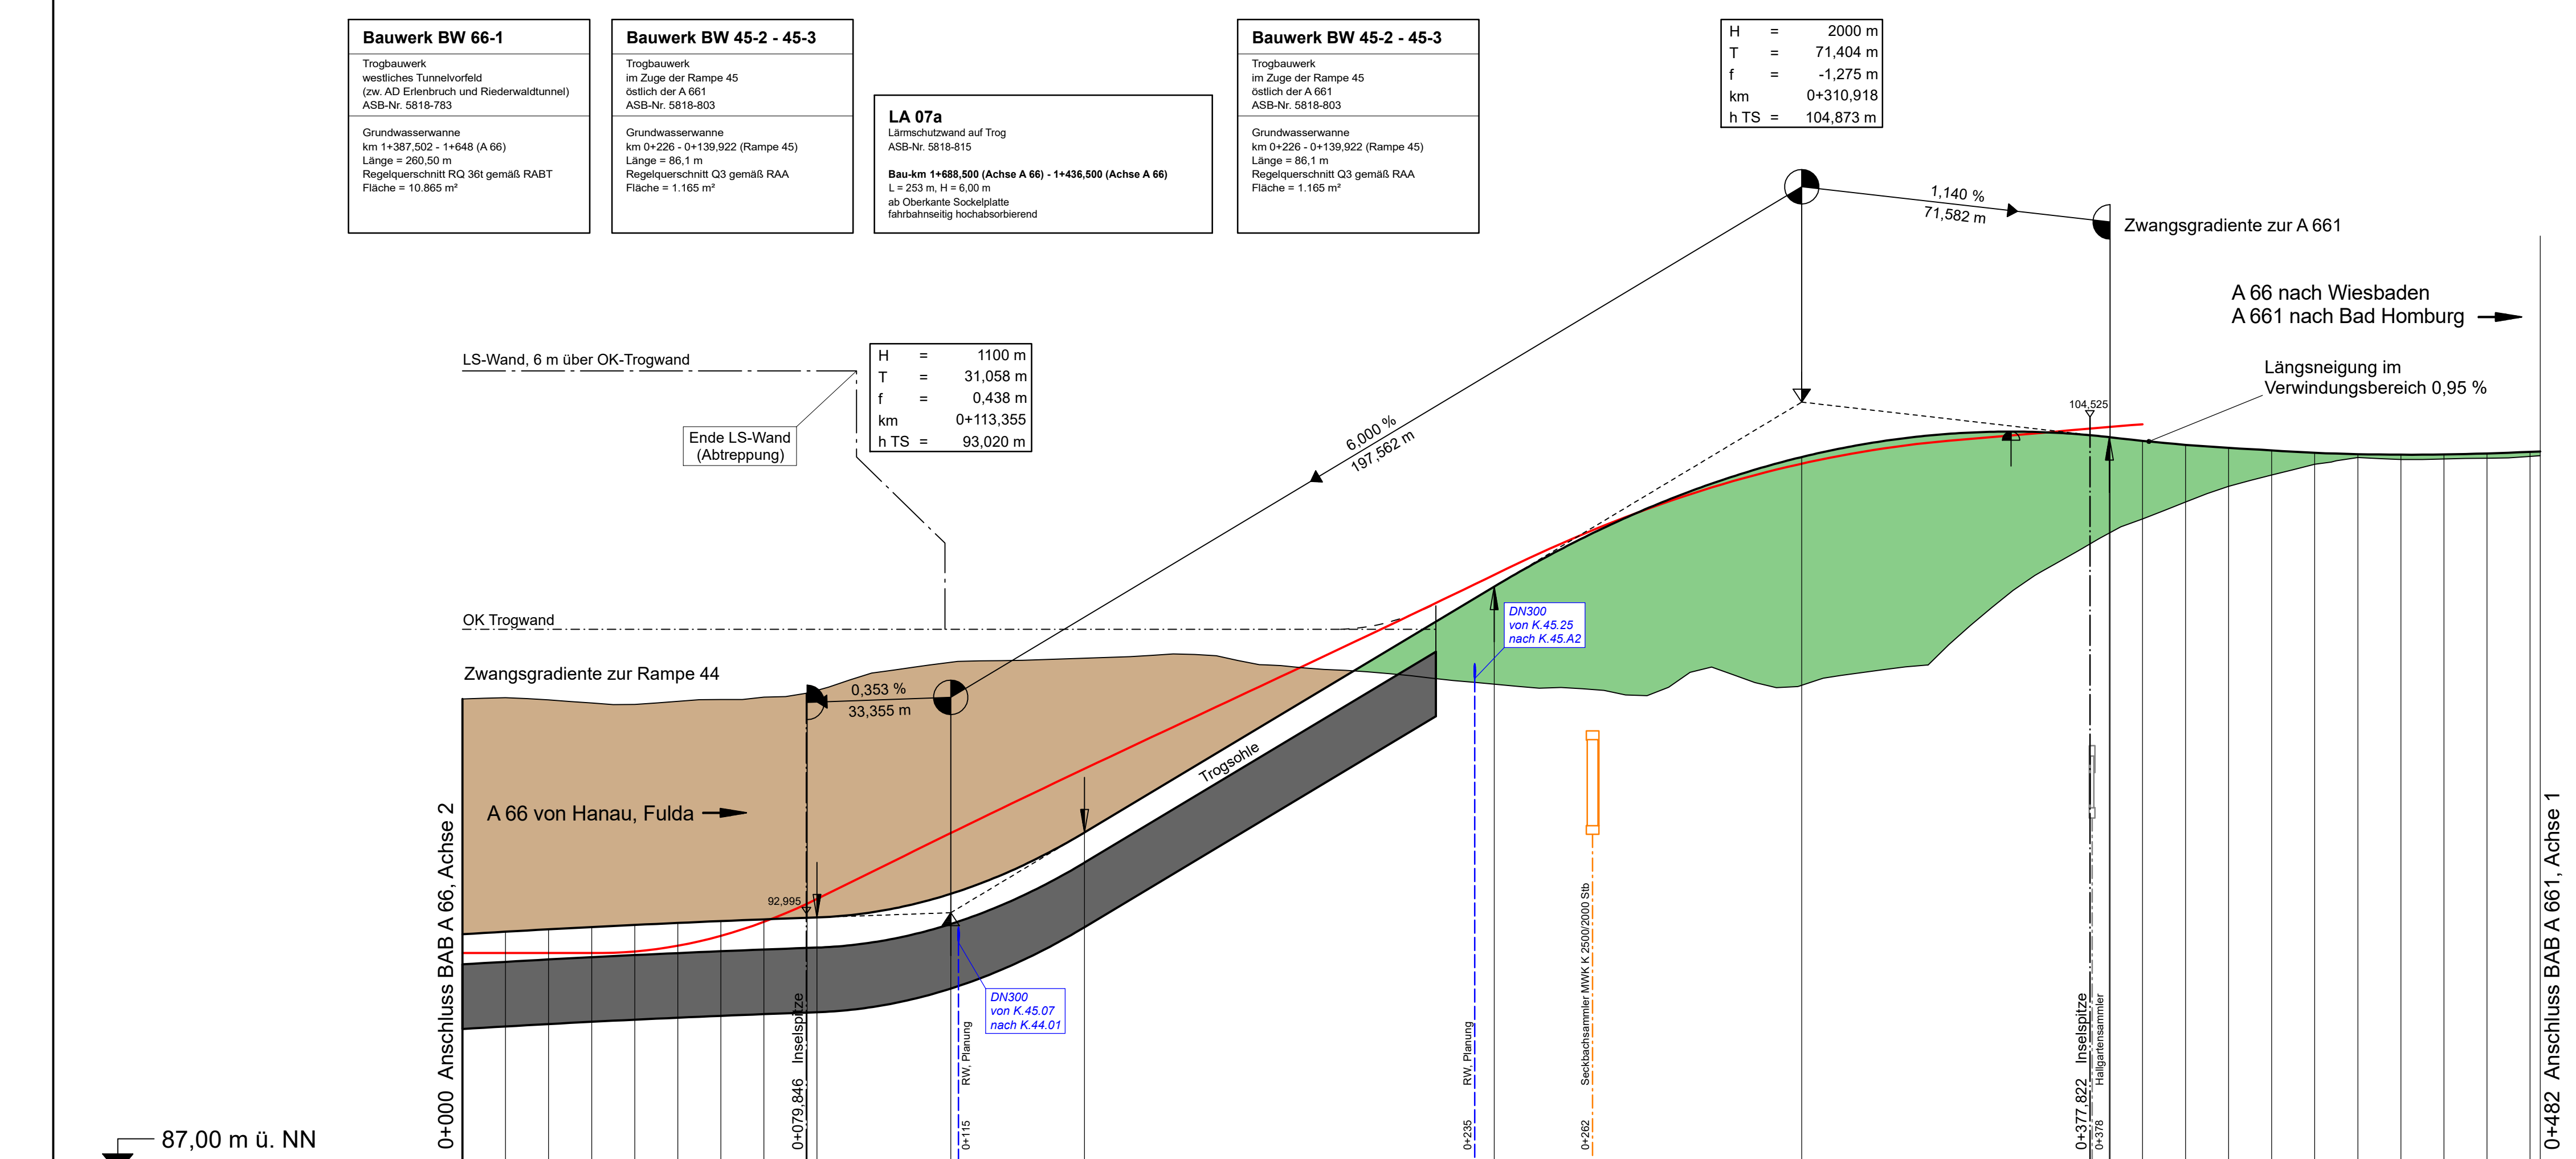 Bauwerk BW 66-1
Trogbauwerk
westliches Tunnelvorfeld
(zw. AD Erlenbruch und Riederwaldtunnel)
ASB-Nr. 5818-783
Grundwasserwanne
km 1+387,502 - 1+648 (A 66)
Länge = 260,50 m
Regelquerschnitt RQ 36t gemäß RABT
Fläche = 10.865 m²
Bauwerk BW 45-2 - 45-3
Trogbauwerk
im Zuge der Rampe 45
östlich der A 661
ASB-Nr. 5818-803
Grundwasserwanne
km 0+226 - 0+139,922 (Rampe 45)
Länge = 86,1 m
Regelquerschnitt Q3 gemäß RAA
Fläche = 1.165 m²
LA 07a
Lärmschutzwand auf Trog
ASB-Nr. 5818-815
Bau-km 1+688,500 (Achse A 66) - 1+436,500 (Achse A 66)
L = 253 m, H = 6,00 m
ab Oberkante Sockelplatte
fahrbahnseitig hochabsorbierend
Bauwerk BW 45-2 - 45-3
Trogbauwerk
im Zuge der Rampe 45
östlich der A 661
ASB-Nr. 5818-803
Grundwasserwanne
km 0+226 - 0+139,922 (Rampe 45)
Länge = 86,1 m
Regelquerschnitt Q3 gemäß RAA
Fläche = 1.165 m²
H = 2000 m
T = 71,404 m
f = -1,275 m
km 0+310,918
h TS = 104,873 m
1,140 %
71,582 m
Zwangsgradiente zur A 661
A 66 nach Wiesbaden
A 661 nach Bad Homburg
Längsneigung im
Verwindungsbereich 0,95 %
104,525
LS-Wand, 6 m über OK-Trogwand
Ende LS-Wand
(Abtreppung)
H = 1100 m
T = 31,058 m
f = 0,438 m
km 0+113,355
h TS = 93,020 m
6,000 %
197,562 m
OK Trogwand
Zwangsgradiente zur Rampe 44
0,353 %
33,355 m
DN300
von K.45.25
nach K.45.A2
Trogsohle
A 66 von Hanau, Fulda
92,995
DN300
von K.45.07
nach K.44.01
0+000 Anschluss BAB A 66, Achse 2
0+079,846 Inselspitze
0+115 RW, Planung
0+235 RW, Planung
0+262 Seckbachsammler MWK K 2500/2000 Stb
0+377,822 Inselspitze
0+378 Hallgartensammler
0+482 Anschluss BAB A 661, Achse 1
87,00 m ü. NN